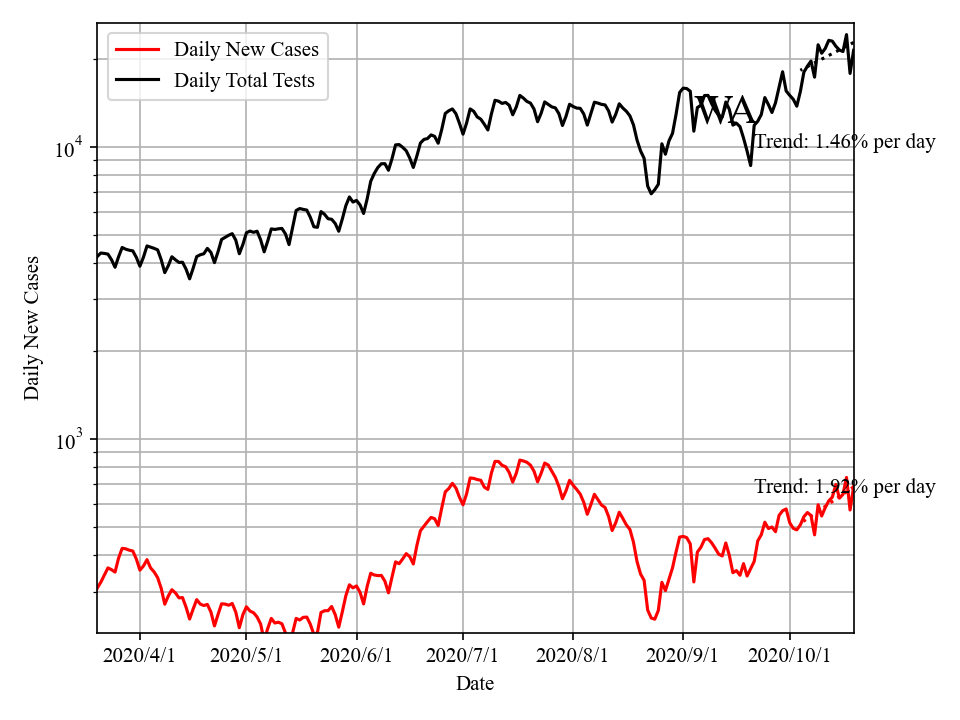 Daily New Cases
Daily Total Tests
WA
Trend: 1.46% per day
Trend: 1.92% per day
10^4
10^3
Daily New Cases
2020/4/1
2020/5/1
2020/6/1
2020/7/1
2020/8/1
2020/9/1
2020/10/1
Date